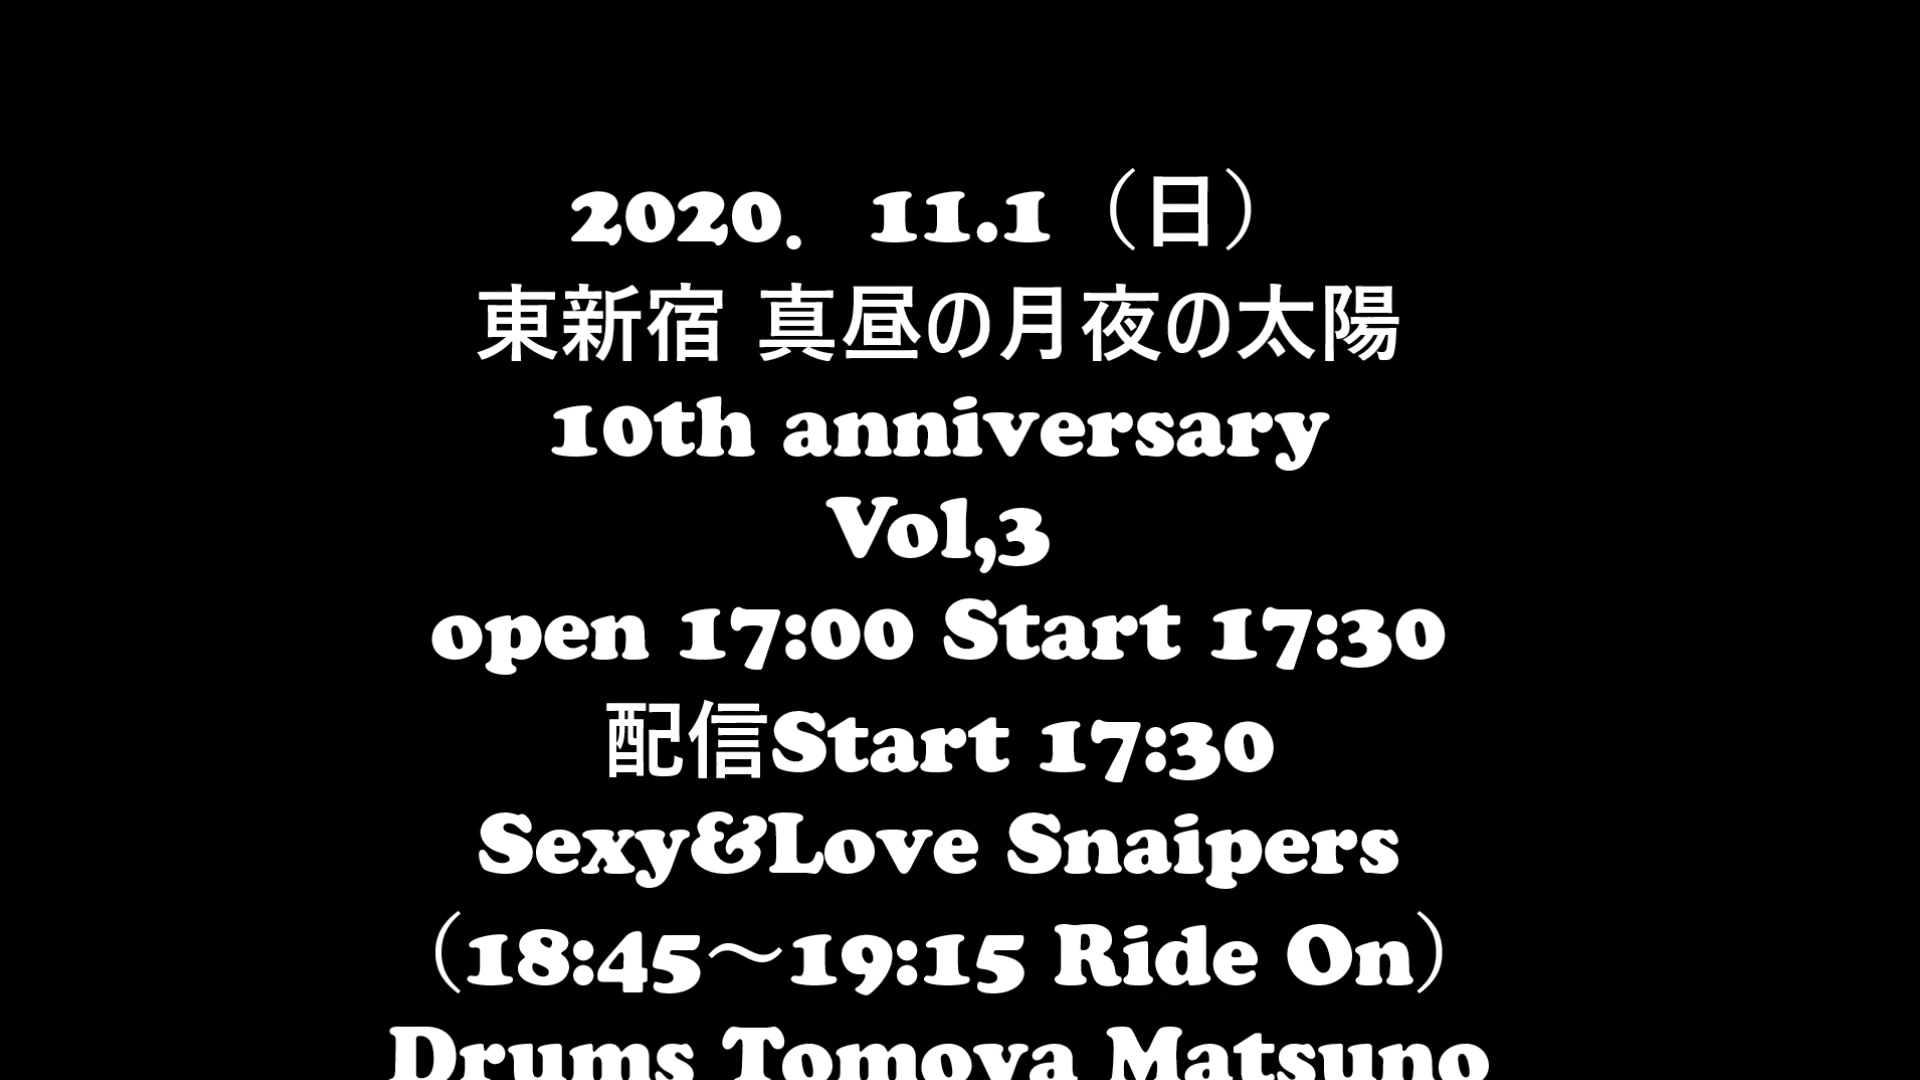 2020．11.1（日）
東新宿 真昼の月夜の太陽
10th anniversary
Vol,3
open 17:00 Start 17:30
配信Start 17:30
Sexy&Love Snaipers
（18:45～19:15 Ride On）
Drums Tomoya Matsuno